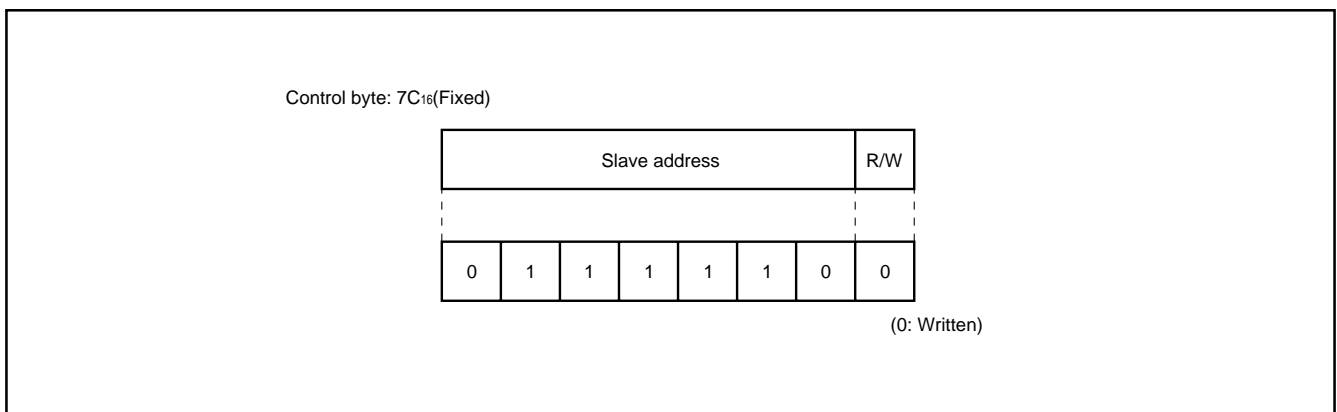 Control byte: 7C16(Fixed)
Slave address R/W
0 1 1 1 1 1 0 0
(0: Written)